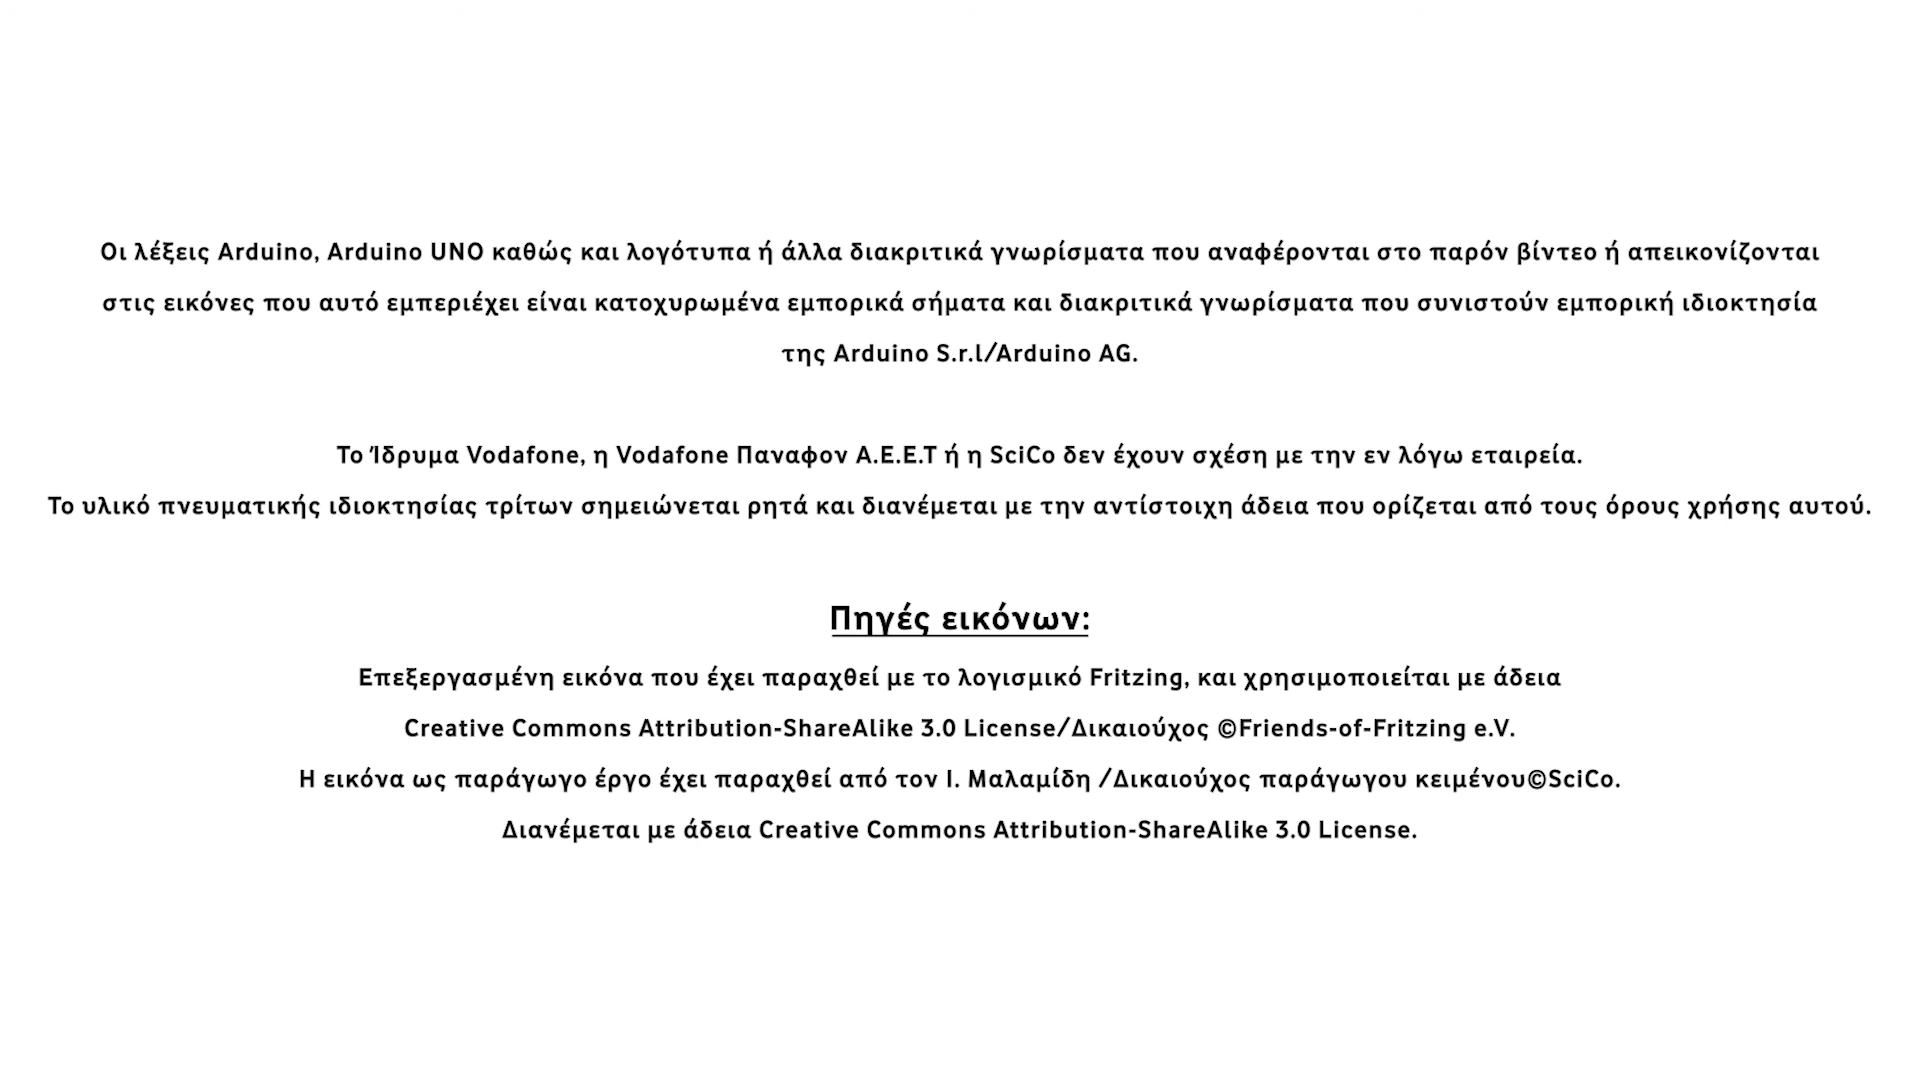 Οι λέξεις Arduino, Arduino UNO καθώς και λογότυπα ή άλλα διακριτικά γνωρίσματα που αναφέρονται στο παρόν βίντεο ή απεικονίζονται
στις εικόνες που αυτό εμπεριέχει είναι κατοχυρωμένα εμπορικά σήματα και διακριτικά γνωρίσματα που συνιστούν εμπορική ιδιοκτησία
της Arduino S.r.l/Arduino AG.
Το Ίδρυμα Vodafone, η Vodafone Παναφον Α.Ε.Ε.Τ ή η SciCo δεν έχουν σχέση με την εν λόγω εταιρεία.
Το υλικό πνευματικής ιδιοκτησίας τρίτων σημειώνεται ρητά και διανέμεται με την αντίστοιχη άδεια που ορίζεται από τους όρους χρήσης αυτού.
Πηγές εικόνων:
Επεξεργασμένη εικόνα που έχει παραχθεί με το λογισμικό Fritzing, και χρησιμοποιείται με άδεια
Creative Commons Attribution-ShareAlike 3.0 License/Δικαιούχος ©Friends-of-Fritzing e.V.
Η εικόνα ως παράγωγο έργο έχει παραχθεί από τον Ι. Μαλαμίδη /Δικαιούχος παράγωγου κειμένου©SciCo.
Διανέμεται με άδεια Creative Commons Attribution-ShareAlike 3.0 License.